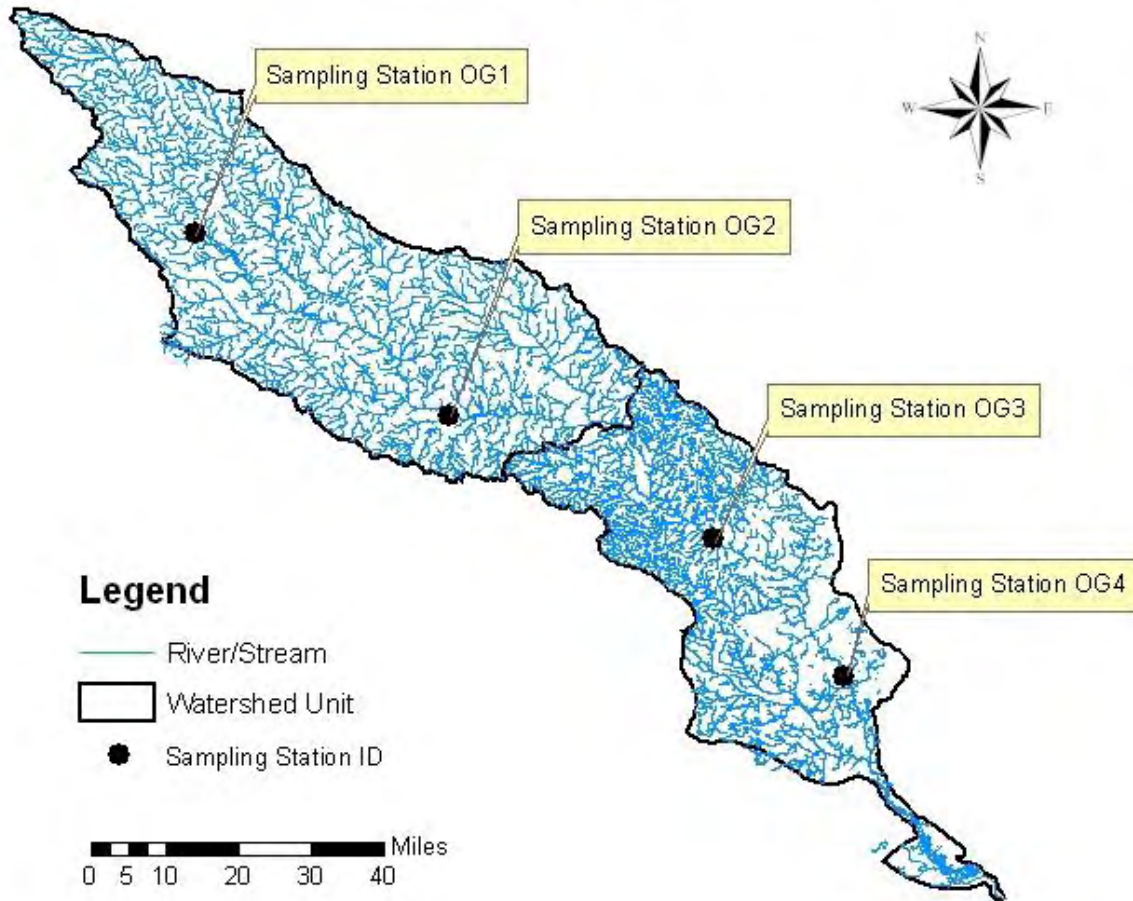 N
W E
S
Sampling Station OG1
Sampling Station OG2
Sampling Station OG3
Sampling Station OG4
Legend
River/Stream
Watershed Unit
Sampling Station ID
Miles
0 5 10 20 30 40